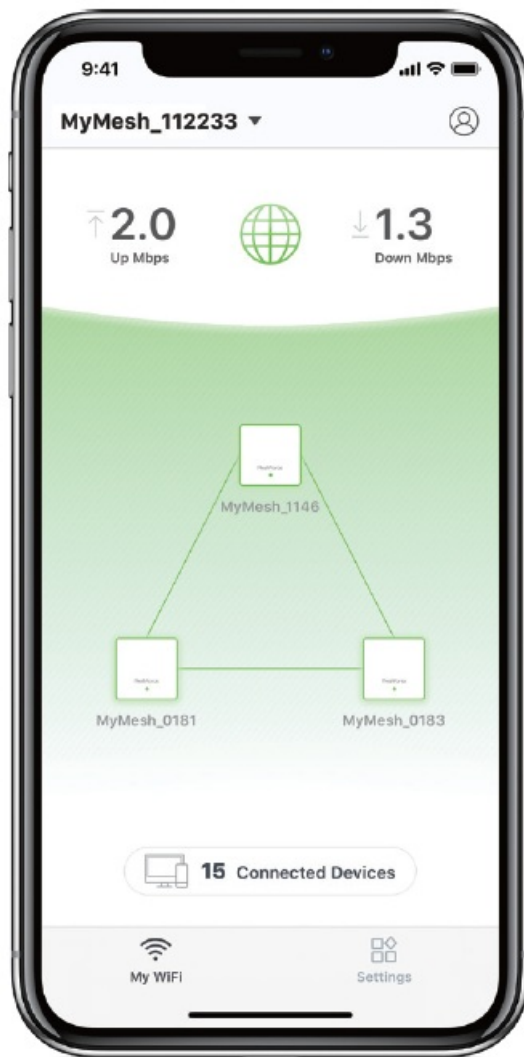 9:41
MyMesh_112233
2.0
Up Mbps
1.3
Down Mbps
MyMesh_1146
MyMesh_0181
MyMesh_0183
15 Connected Devices
My WiFi
Settings